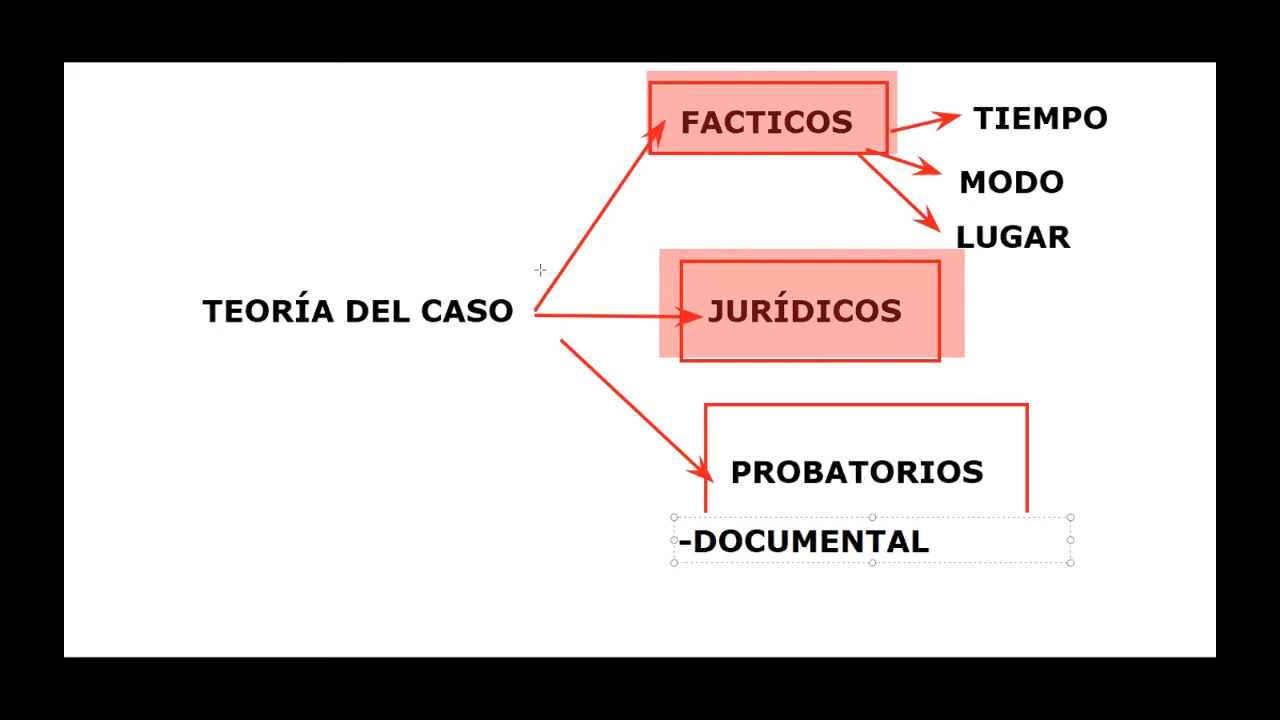 FACTICOS
TIEMPO
MODO
LUGAR
TEORÍA DEL CASO
JURÍDICOS
PROBATORIOS
-DOCUMENTAL